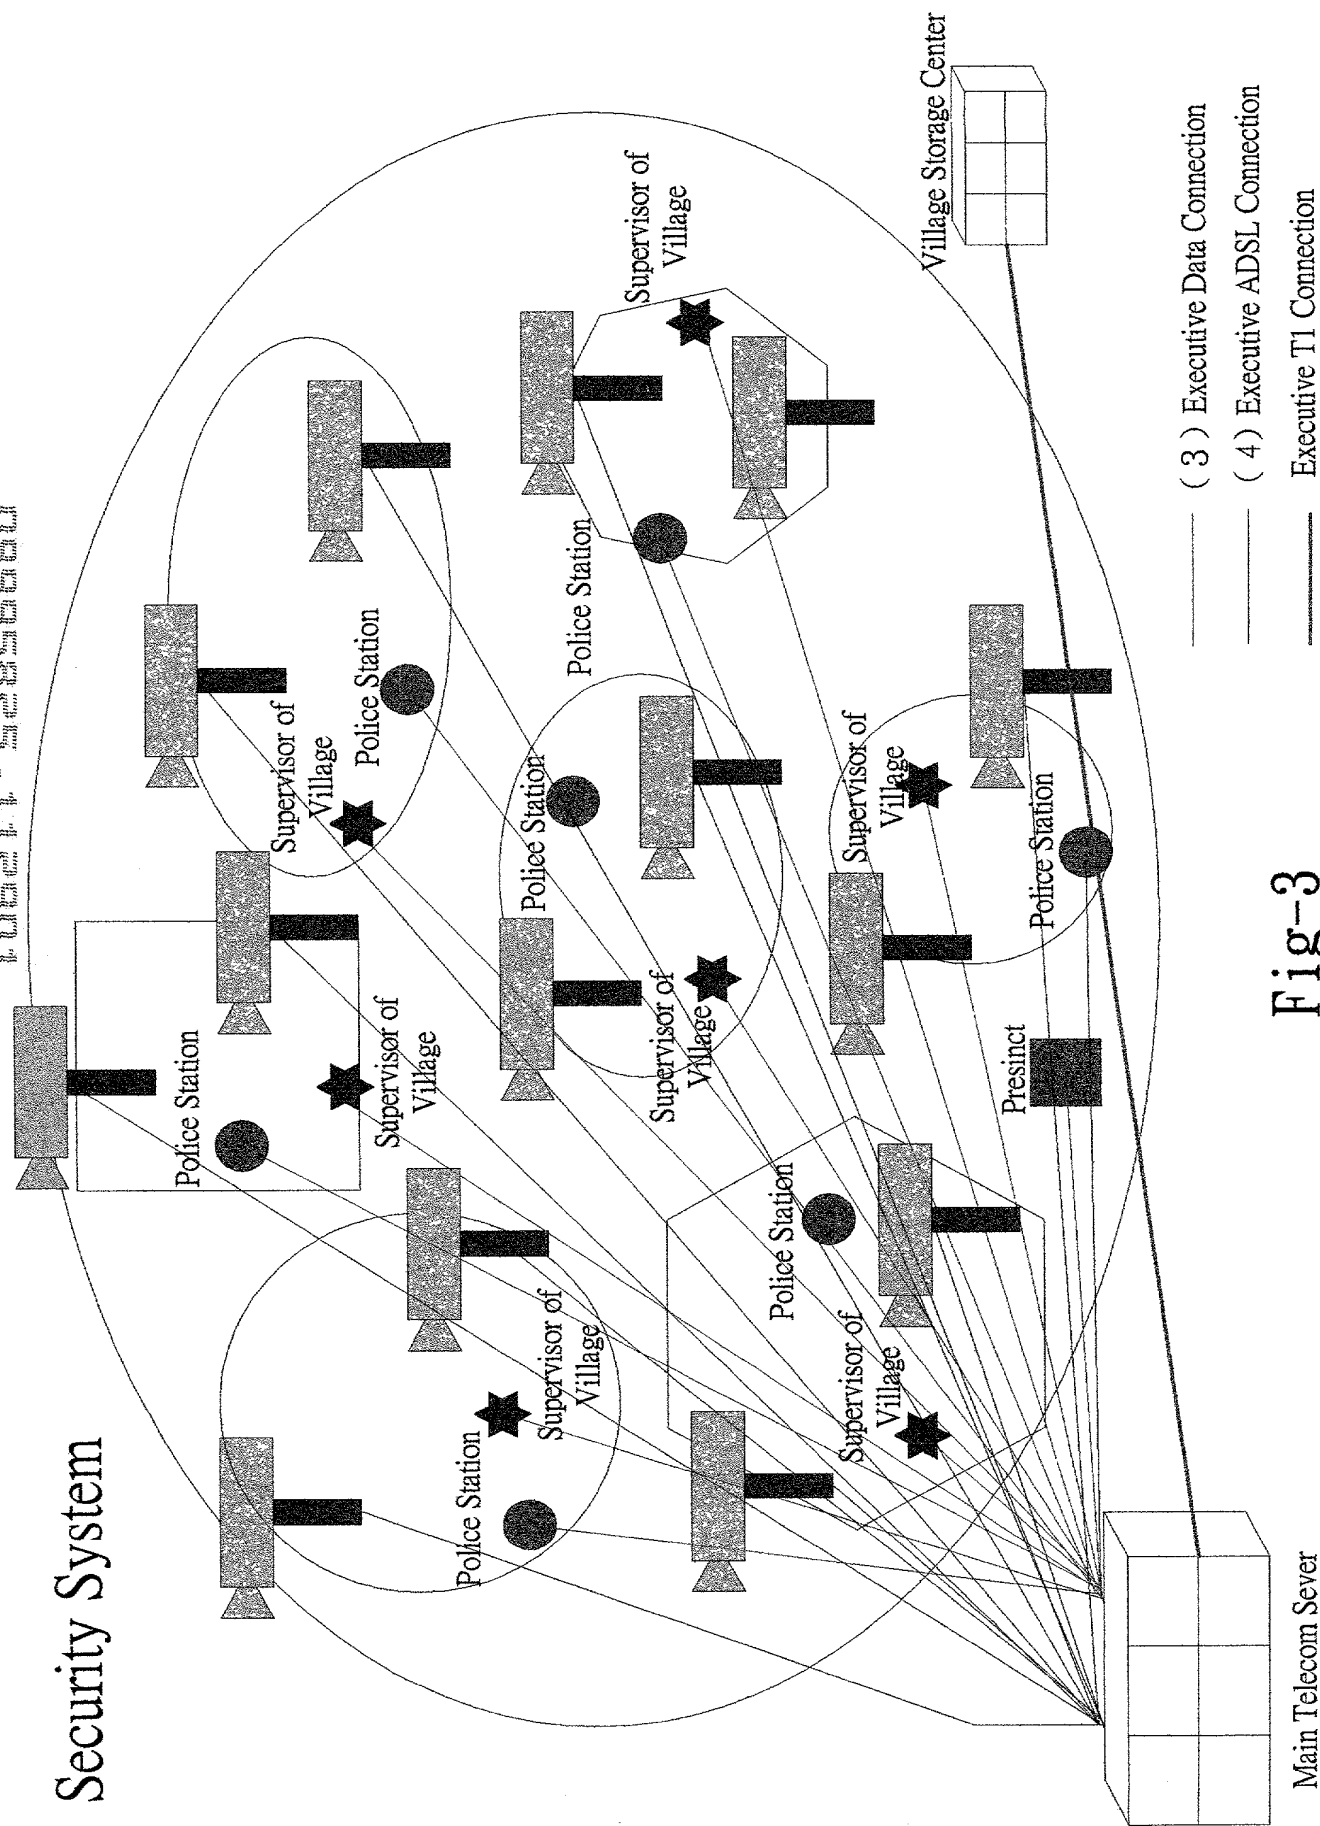 Security System
Police Station
Supervisor of
Village
Police Station
Supervisor of
Village
Supervisor of
Village
Police Station
Police Station
Supervisor of
Village
Police Station
Supervisor of
Village
Police Station
Supervisor of
Village
Supervisor of
Village
Police Station
Presinct
Village Storage Center
Main Telecom Sever
( 3 ) Executive Data Connection
( 4 ) Executive ADSL Connection
Executive T1 Connection
Fig-3